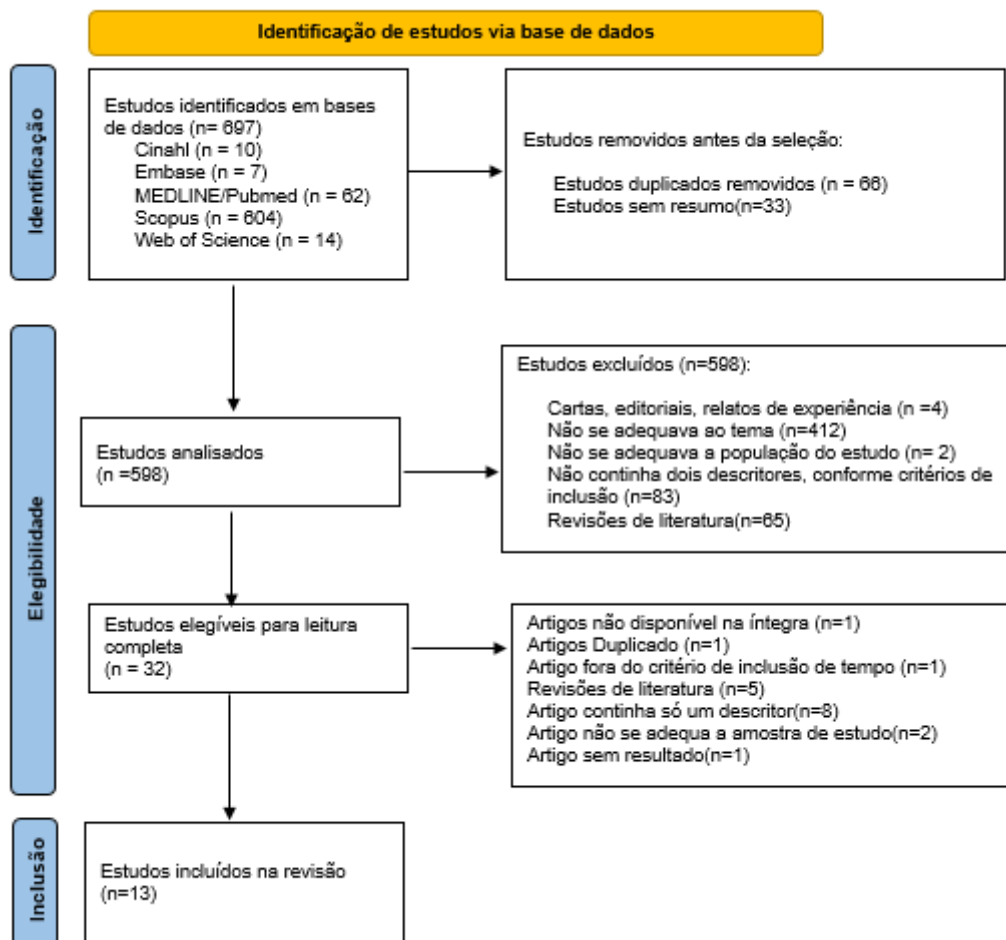 Identificação de estudos via base de dados
Identificação
Estudos identificados em bases
de dados (n= 697)
Cinahl (n = 10)
Embase (n = 7)
MEDLINE/Pubmed (n = 62)
Scopus (n = 604)
Web of Science (n = 14)
Estudos removidos antes da seleção:
Estudos duplicados removidos (n = 66)
Estudos sem resumo(n=33)
Elegibilidade
Estudos analisados
(n =598)
Estudos excluídos (n=598):
Cartas, editoriais, relatos de experiência (n =4)
Não se adequava ao tema (n=412)
Não se adequava a população do estudo (n= 2)
Não continha dois descritores, conforme critérios de
inclusão (n=83)
Revisões de literatura(n=65)
Estudos elegíveis para leitura
completa
(n = 32)
Artigos não disponível na íntegra (n=1)
Artigos Duplicado (n=1)
Artigo fora do critério de inclusão de tempo (n=1)
Revisões de literatura (n=5)
Artigo continha só um descritor(n=8)
Artigo não se adequa a amostra de estudo(n=2)
Artigo sem resultado(n=1)
Inclusão
Estudos incluídos na revisão
(n=13)